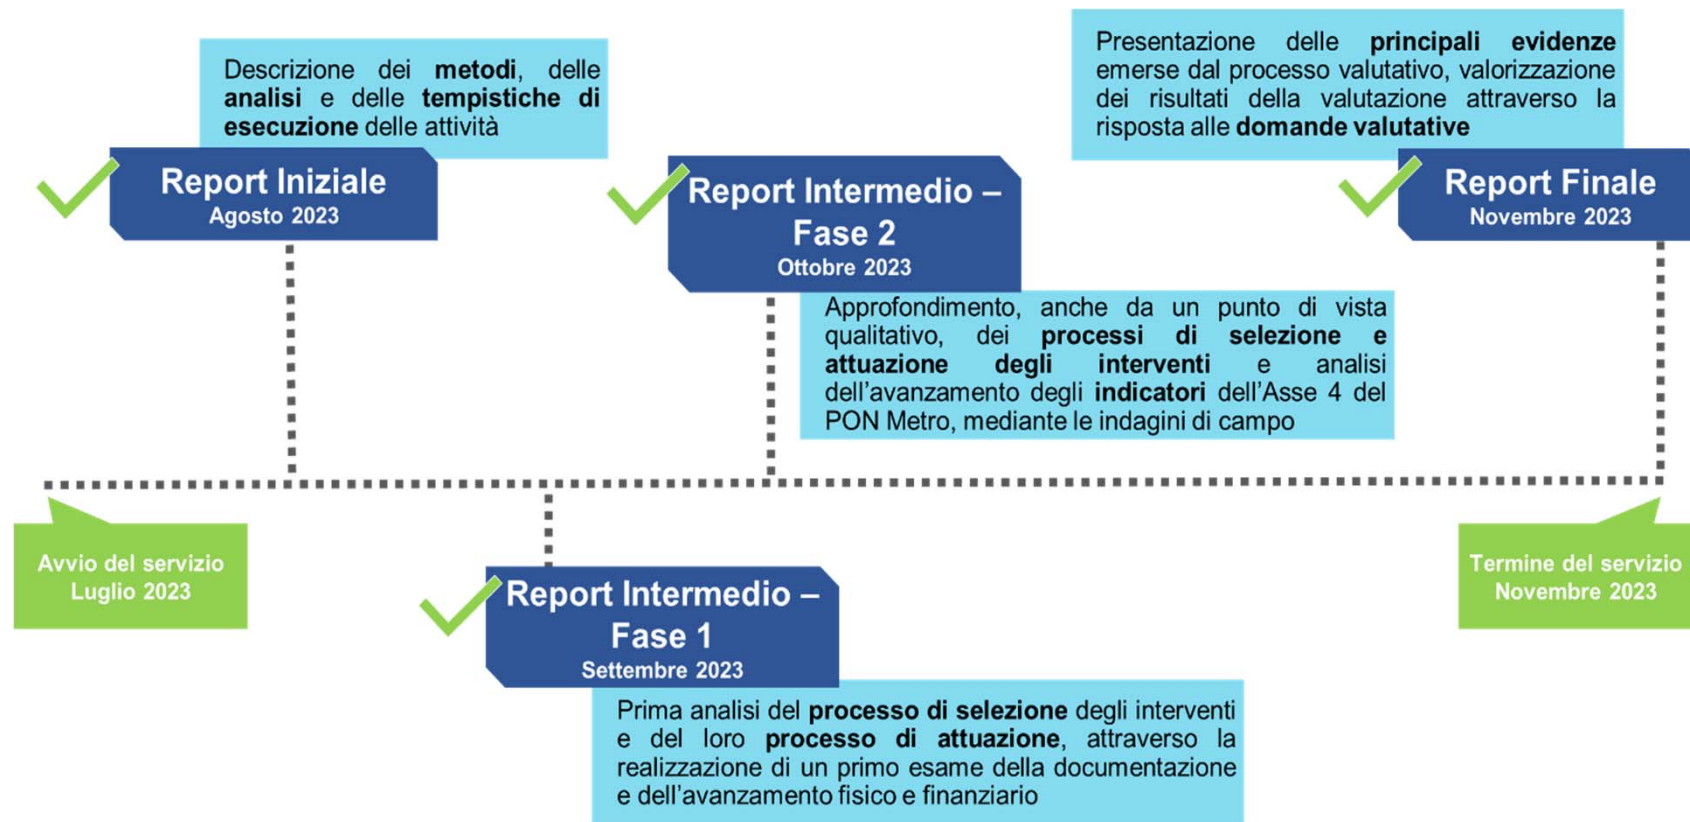 Descrizione dei metodi, delle
analisi e delle tempistiche di
esecuzione delle attività
Report Iniziale
Agosto 2023
Report Intermedio –
Fase 2
Ottobre 2023
Approfondimento, anche da un punto di vista
qualitativo, dei processi di selezione e
attuazione degli interventi e analisi
dell'avanzamento degli indicatori dell'Asse 4 del
PON Metro, mediante le indagini di campo
Presentazione delle principali evidenze
emerse dal processo valutativo, valorizzazione
dei risultati della valutazione attraverso la
risposta alle domande valutative
Report Finale
Novembre 2023
Avvio del servizio
Luglio 2023
Report Intermedio –
Fase 1
Settembre 2023
Prima analisi del processo di selezione degli interventi
e del loro processo di attuazione, attraverso la
realizzazione di un primo esame della documentazione
e dell'avanzamento fisico e finanziario
Termine del servizio
Novembre 2023